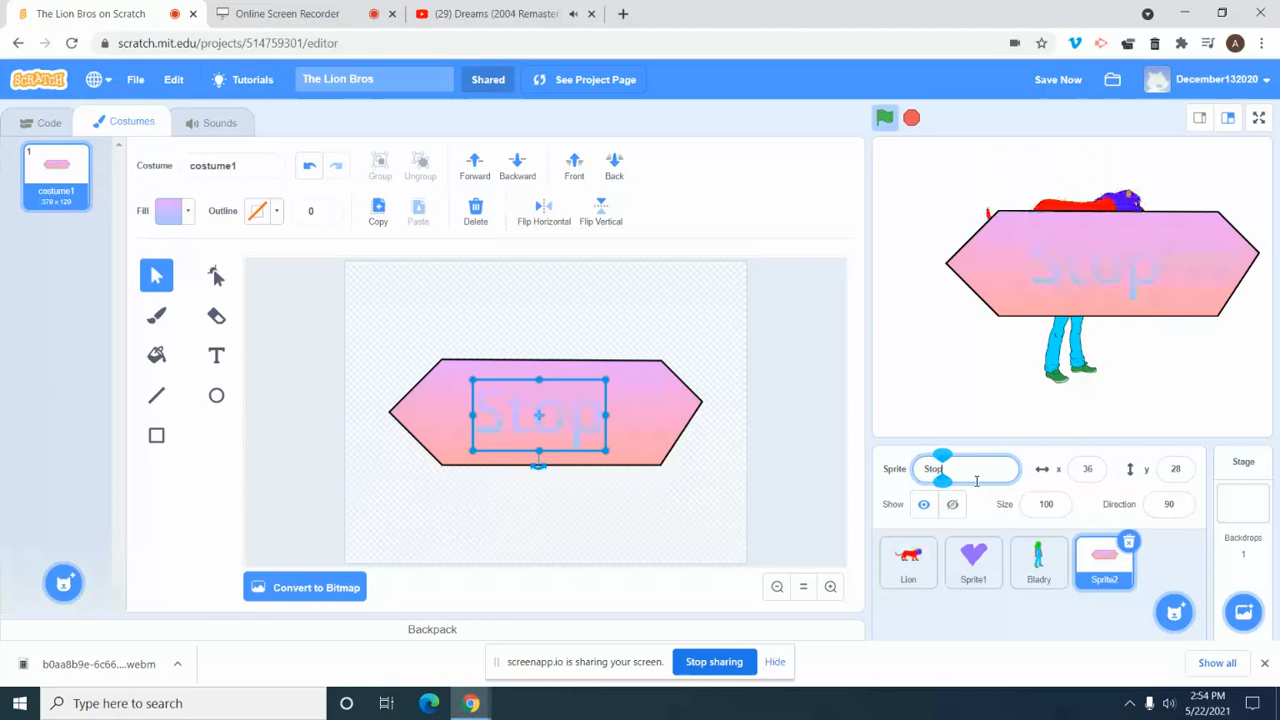 The Lion Bros on Scratch
Online Screen Recorder
(29) Dreams (2004 Remaster
scratch.mit.edu/projects/514759301/editor
A
SCRATCH
File
Edit
Tutorials
The Lion Bros
Shared
See Project Page
Save Now
December132020
Code
Costumes
Sounds
1
costume1
378 x 129
Costume
costume1
Group
Ungroup
Forward
Backward
Front
Back
Fill
Outline
0
Copy
Paste
Delete
Flip Horizontal
Flip Vertical
Stop
Stop
Convert to Bitmap
Backpack
Sprite
Stop
x
36
y
28
Show
Size
100
Direction
90
Lion
Sprite1
Bladry
Sprite2
Stage
Backdrops
1
b0aa8b9e-6c66....webm
screenapp.io is sharing your screen.
Stop sharing
Hide
Show all
Type here to search
2:54 PM
5/22/2021